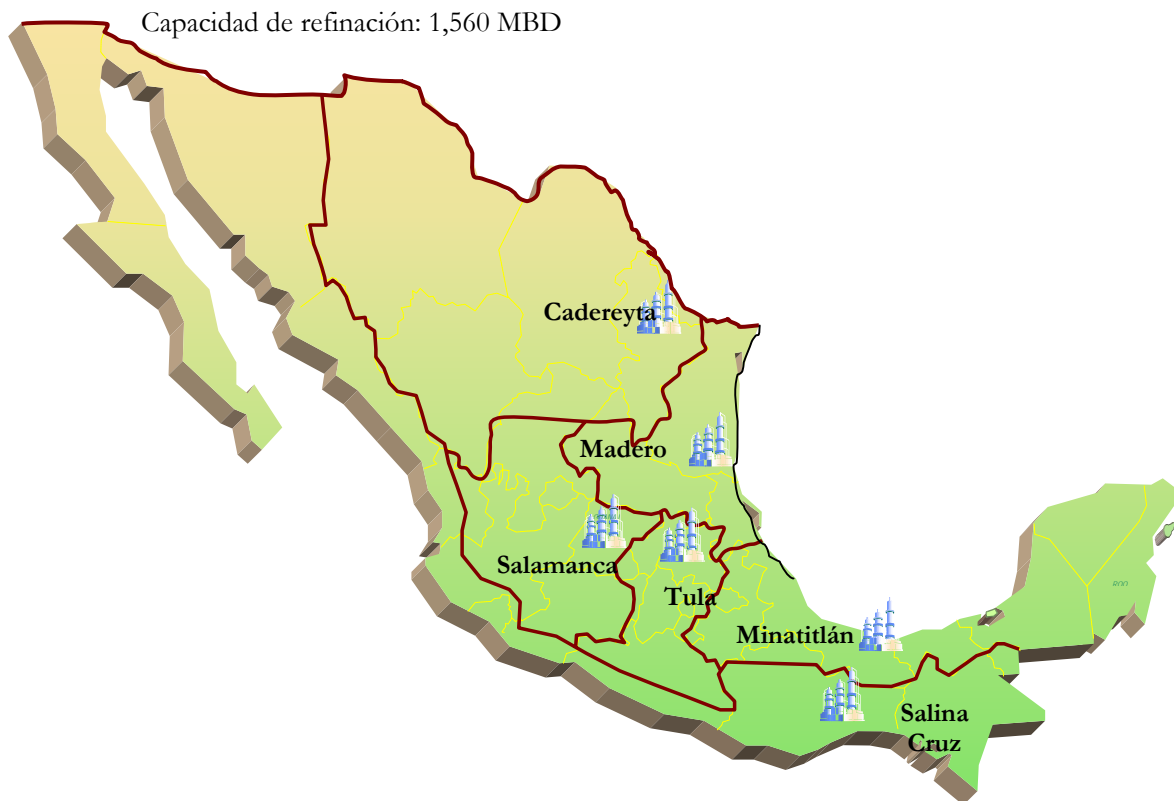 Capacidad de refinación: 1,560 MBD
Cadereyta
Madero
Salamanca
Tula
Minatitlán
Salina
Cruz